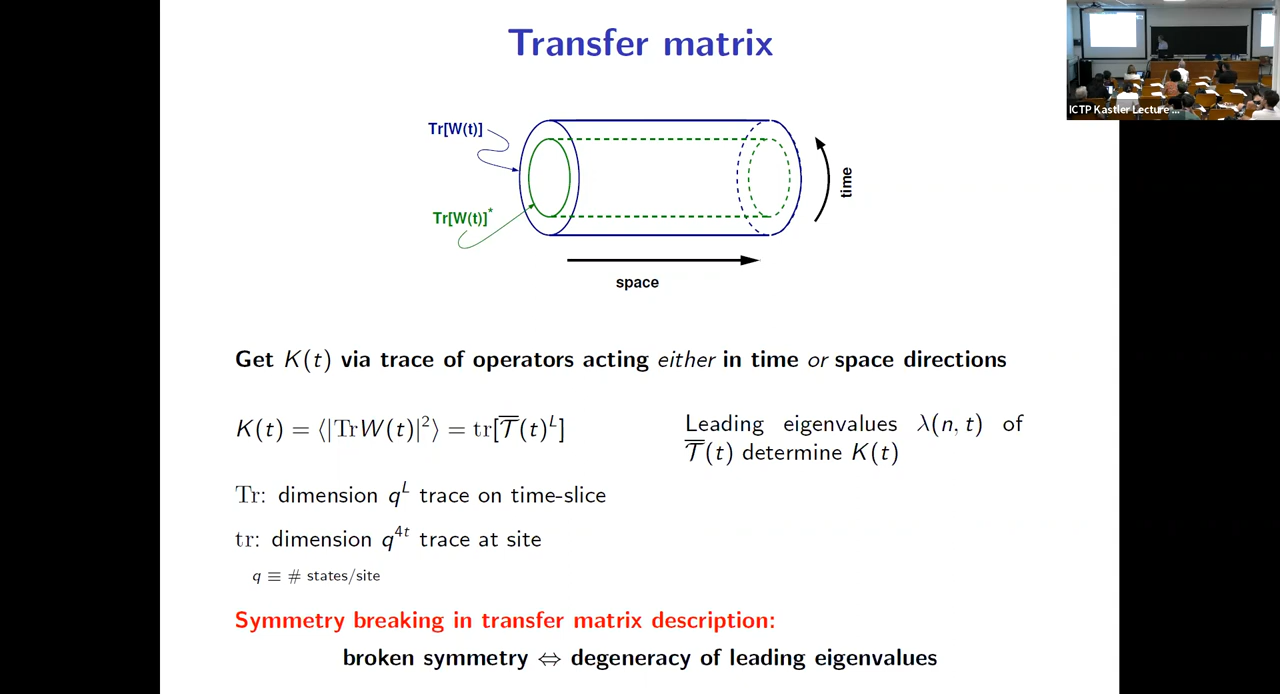 Transfer matrix
Tr[W(t)]
Tr[W(t)]*
time
space
Get K(t) via trace of operators acting either in time or space directions
K(t) = ⟨|TrW(t)|²⟩ = tr[𝒯̅(t)ᴸ]
Leading eigenvalues λ(n, t) of
𝒯̅(t) determine K(t)
Tr: dimension qᴸ trace on time-slice
tr: dimension q⁴ᵗ trace at site
q ≡ # states/site
Symmetry breaking in transfer matrix description:
broken symmetry ⇔ degeneracy of leading eigenvalues
ICTP Kastler Lecture ...